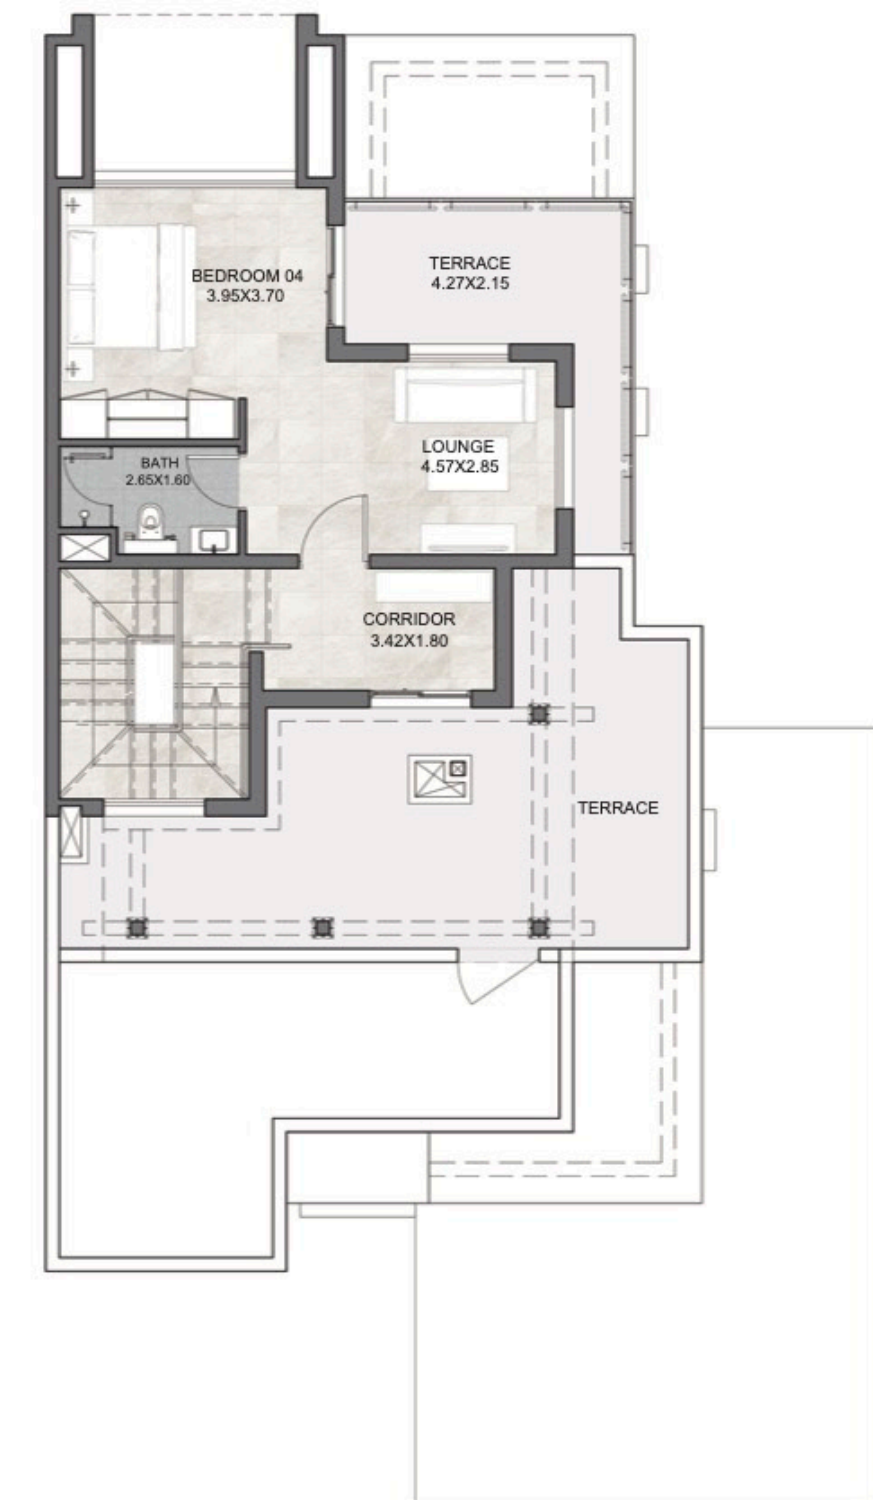 BEDROOM 04
3.95X3.70
TERRACE
4.27X2.15
LOUNGE
4.57X2.85
BATH
2.65X1.60
CORRIDOR
3.42X1.80
TERRACE